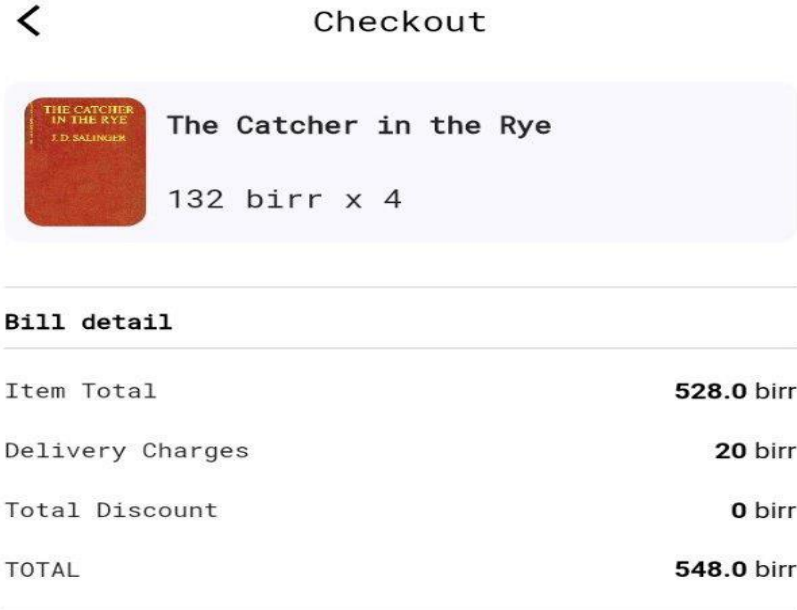 Checkout
THE CATCHER
IN THE RYE
J. D. SALINGER
The Catcher in the Rye
132 birr x 4
Bill detail
Item Total 528.0 birr
Delivery Charges 20 birr
Total Discount 0 birr
TOTAL 548.0 birr